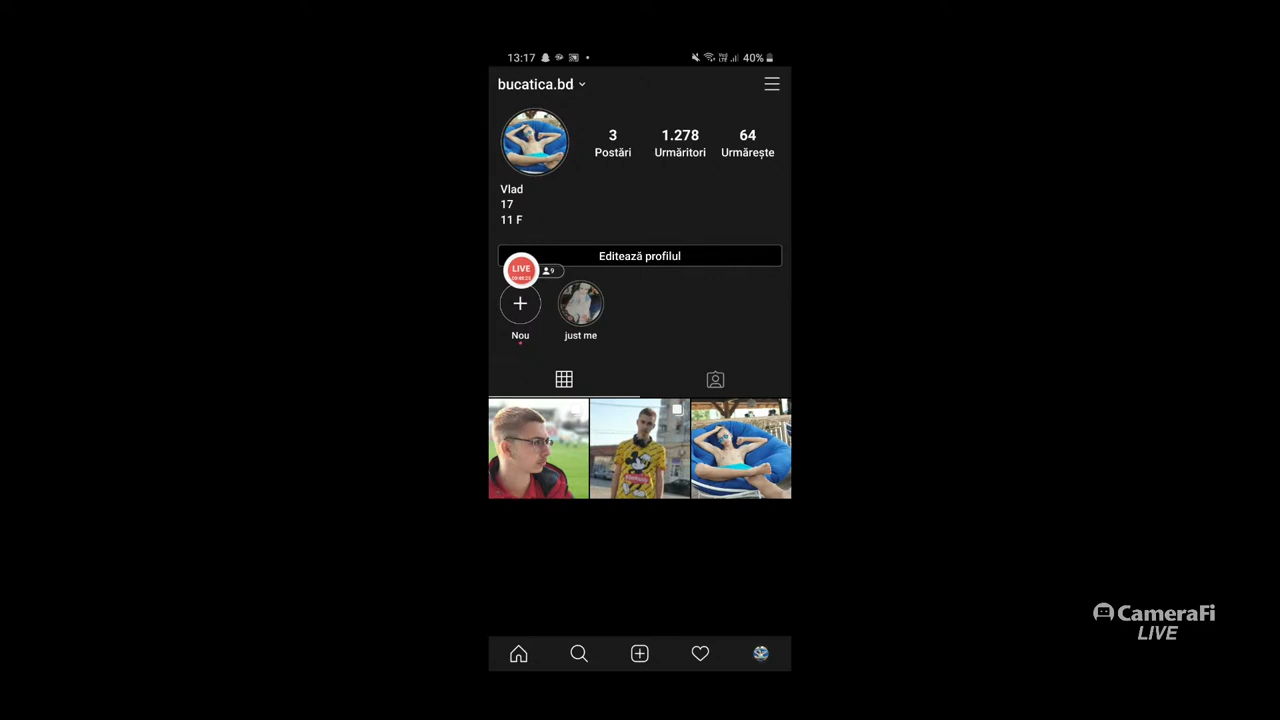 13:17
40%
bucatica.bd
3
1.278
64
Postări
Urmăritori
Urmărește
Vlad
17
11 F
Editează profilul
LIVE
9
Nou
just me
CameraFi
LIVE